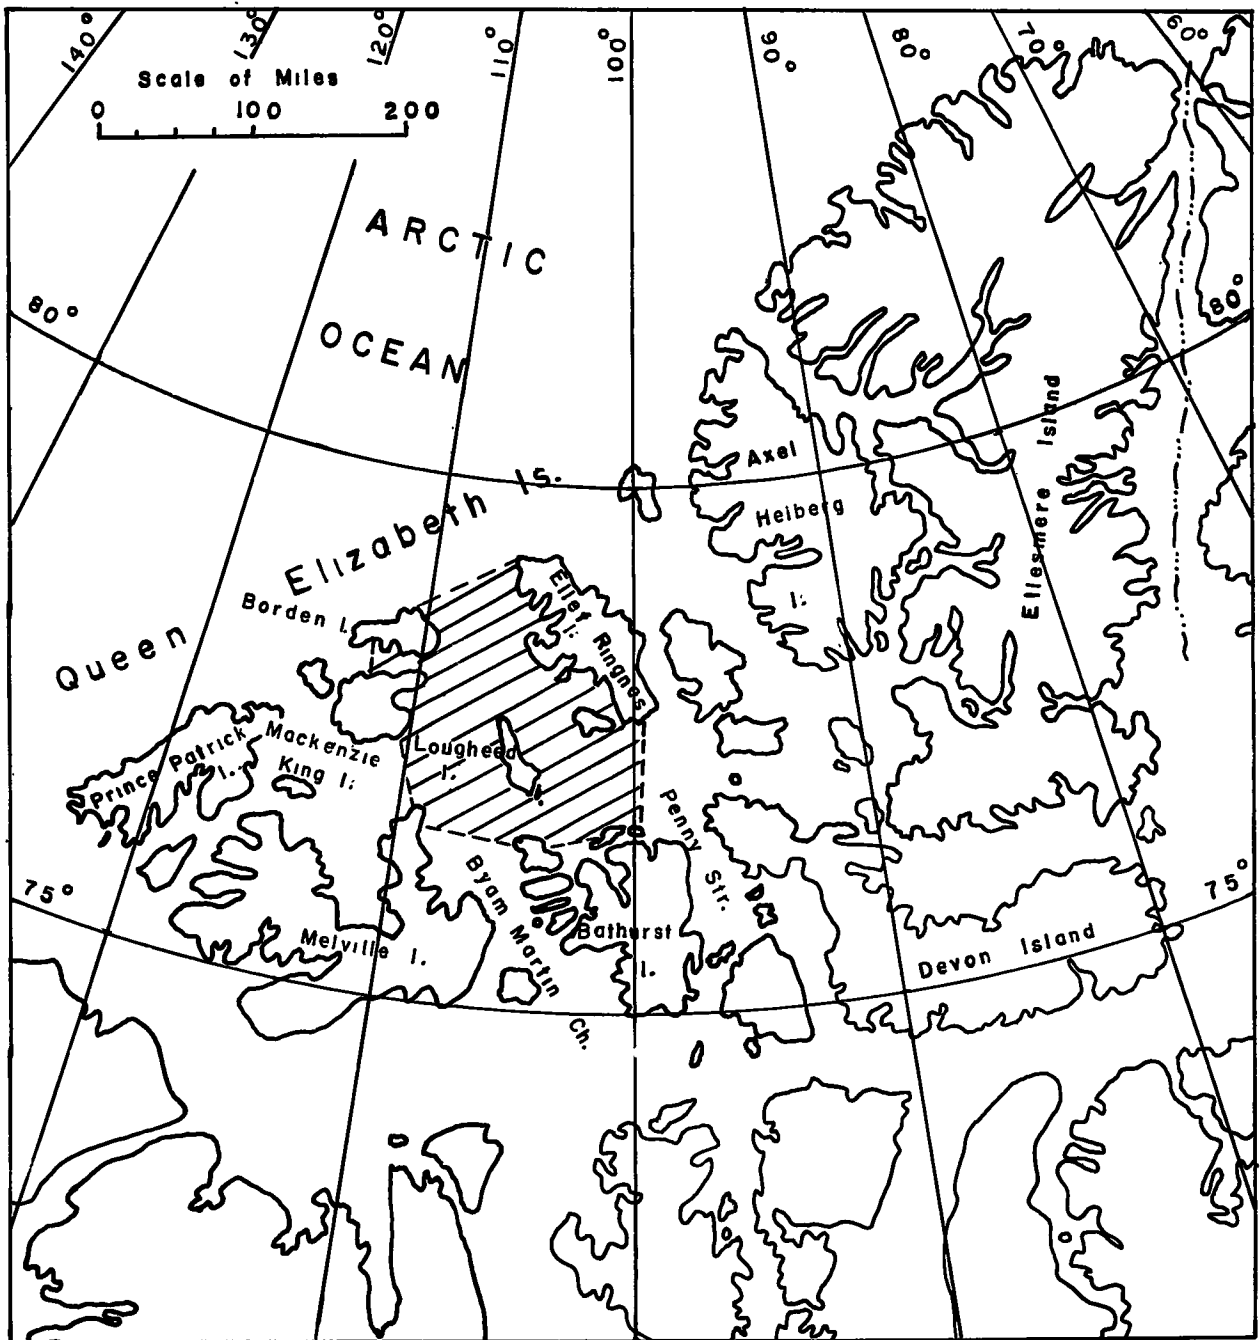 140° 130° 120° 110° 100° 90° 80° 70° 60°
Scale of Miles
0 100 200
ARCTIC
OCEAN
80°
80°
Queen Elizabeth Is.
Axel
Heiberg
I.
Ellesmere Island
Borden I.
Ellef Ringnes
I.
Prince Patrick
I.
Mackenzie
King I.
Lougheed
I.
Penny
Str.
75°
75°
Byam Martin
Ch.
Melville I.
Bathurst
I.
Devon Island